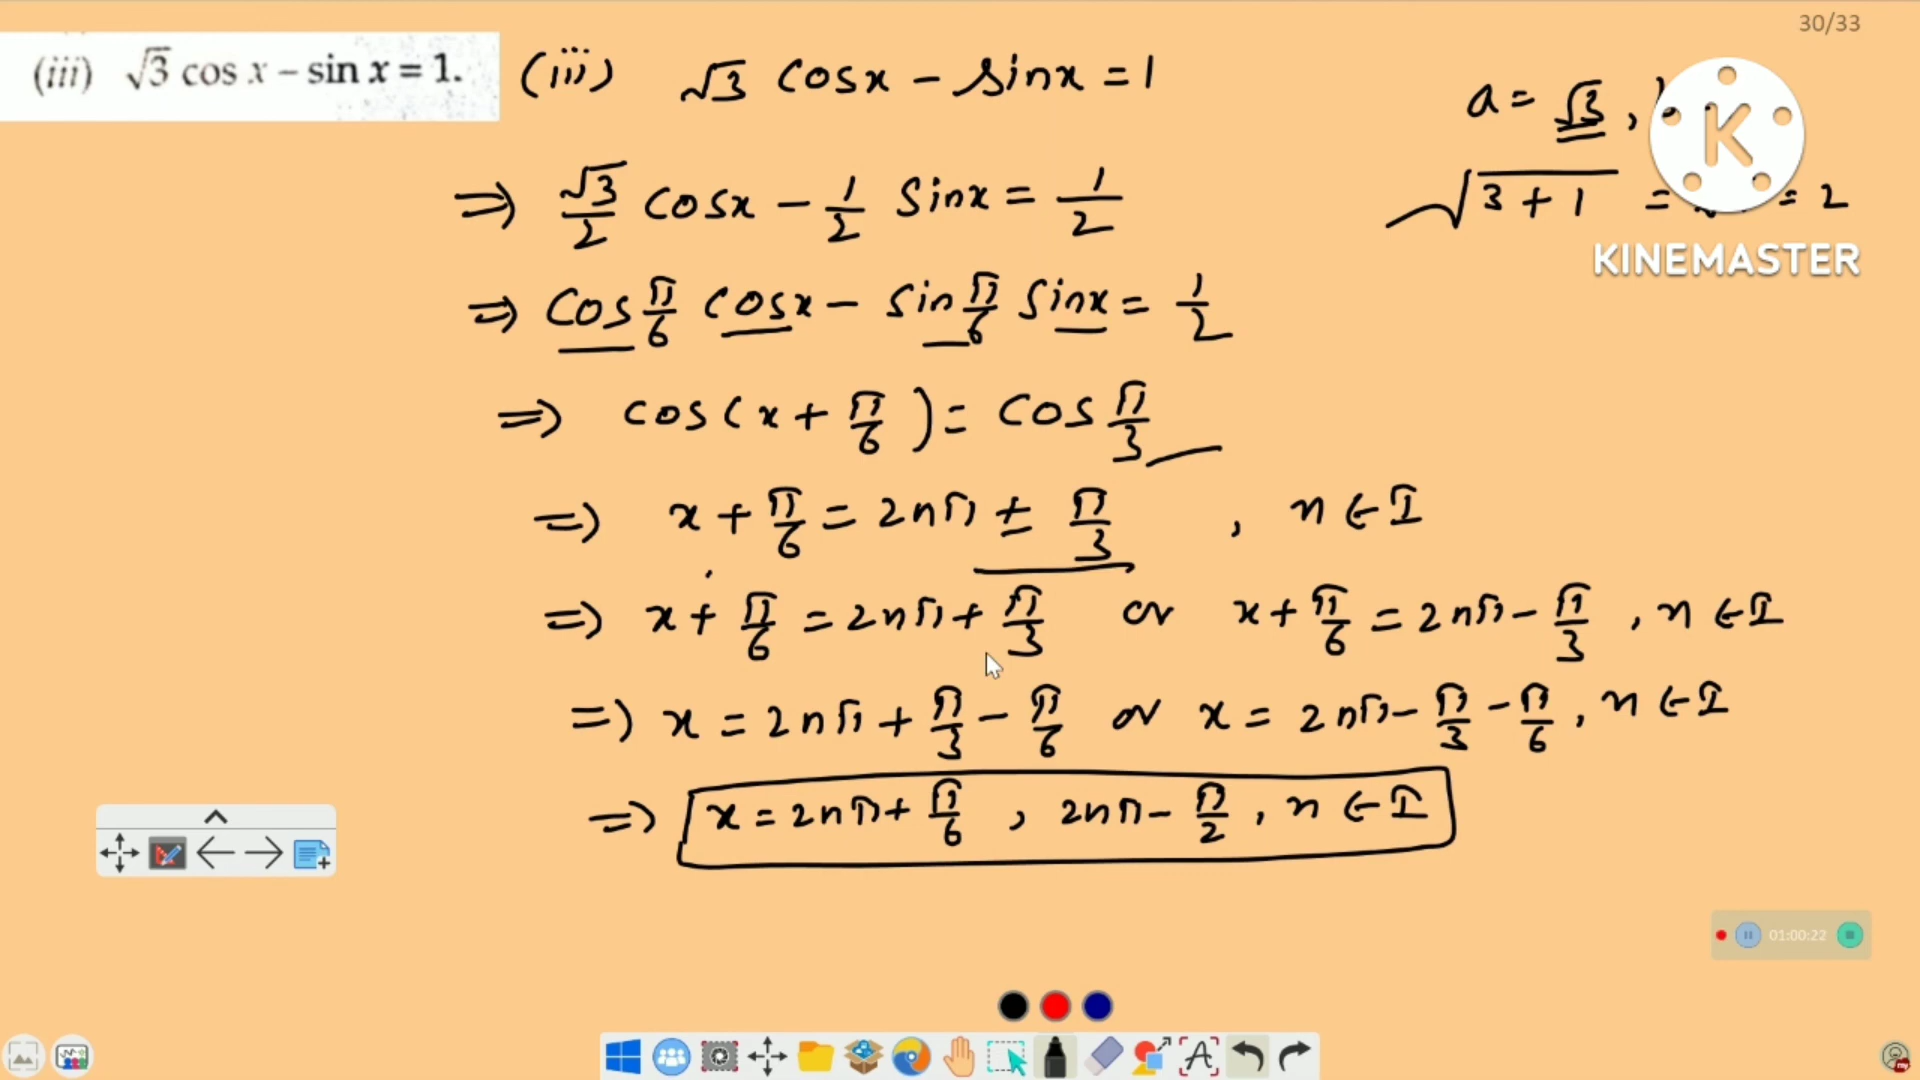 30/33
(iii) √3 cos x – sin x = 1.
(iii) √3 cosx – sinx = 1
a = √3,
⇒ √3/2 cosx – 1/2 sinx = 1/2
√3+1 = = 2
KINEMASTER
⇒ cos π/6 cosx – sin π/6 sinx = 1/2
⇒ cos(x + π/6) = cos π/3
⇒ x + π/6 = 2nπ ± π/3 , n ∈ I
⇒ x + π/6 = 2nπ + π/3 or x + π/6 = 2nπ – π/3 , n ∈ I
⇒ x = 2nπ + π/3 – π/6 or x = 2nπ – π/3 – π/6 , n ∈ I
⇒ x = 2nπ + π/6 , 2nπ – π/2 , n ∈ I
01:00:22